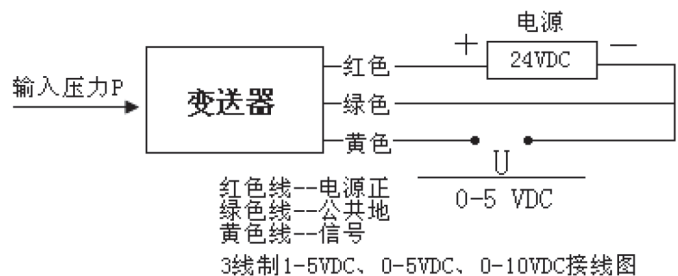 电源
+ 24VDC —
红色
输入压力P
变送器
绿色
黄色
U
0-5 VDC
红色线--电源正
绿色线--公共地
黄色线--信号
3线制1-5VDC、0-5VDC、0-10VDC接线图